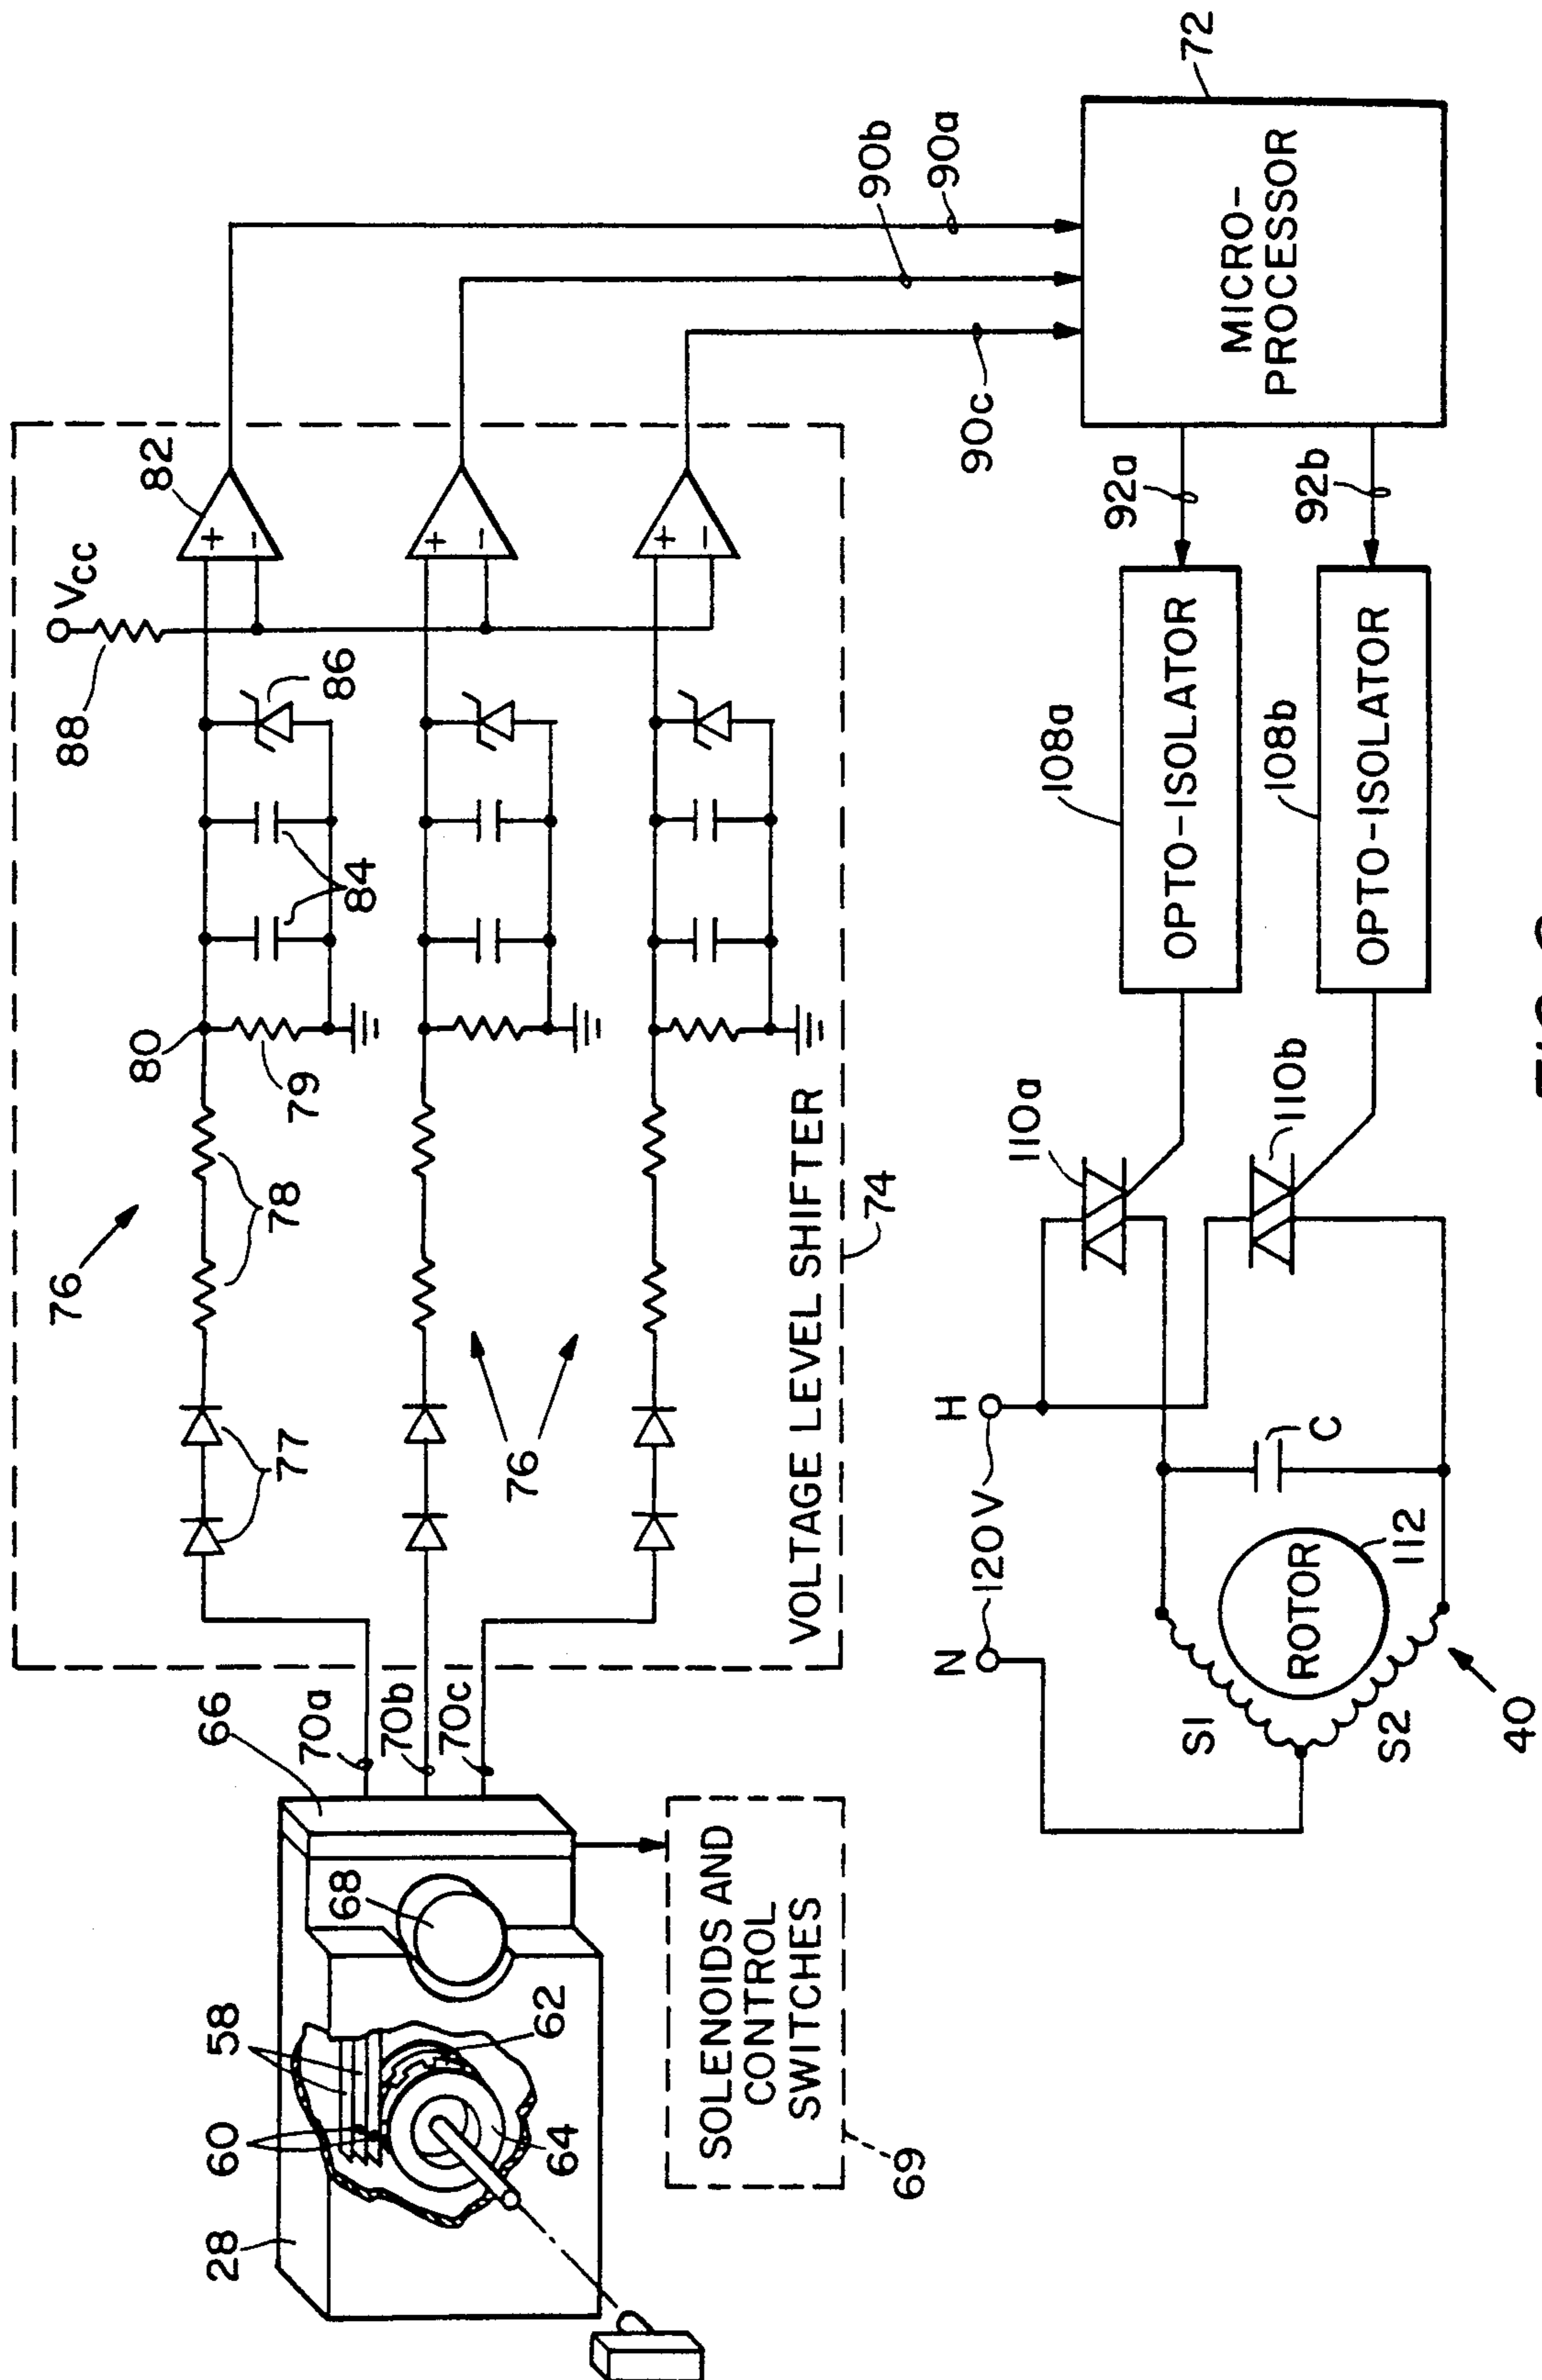 76
80
82
VCC
88
86
84
79
78
77
76
VOLTAGE LEVEL SHIFTER
74
66
70a
70b
70c
68
58
60
62
64
28
SOLENOIDS AND
CONTROL
SWITCHES
69
90a
90b
90c
72
MICRO-
PROCESSOR
92a
92b
108a
OPTO-ISOLATOR
108b
OPTO-ISOLATOR
110a
110b
N
120V
H
C
S1
S2
ROTOR
112
40
+
−
+
−
+
−